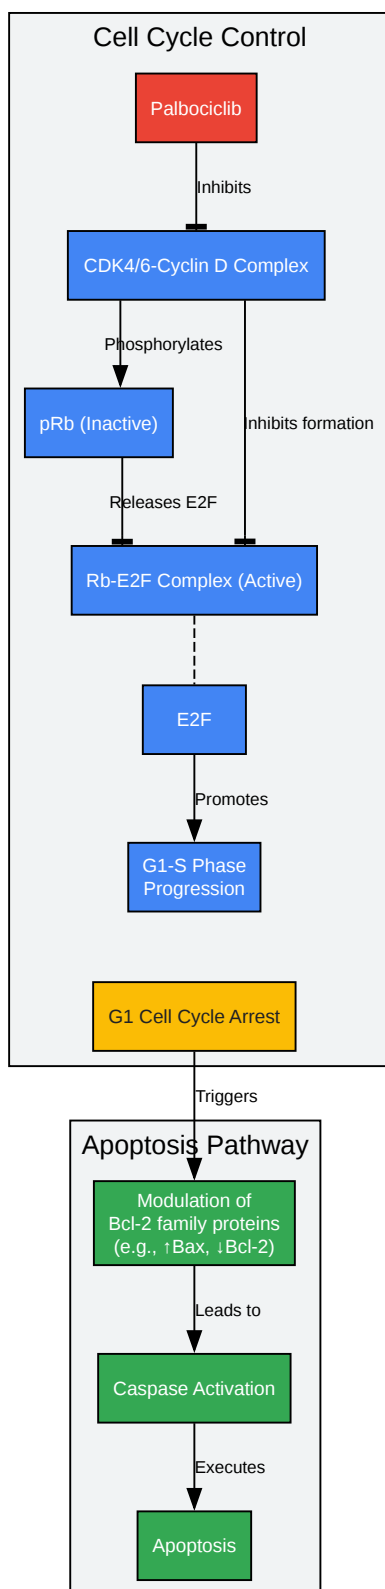 Cell Cycle Control
Palbociclib
Inhibits
CDK4/6-Cyclin D Complex
Phosphorylates
pRb (Inactive)
Inhibits formation
Releases E2F
Rb-E2F Complex (Active)
E2F
Promotes
G1-S Phase
Progression
G1 Cell Cycle Arrest
Triggers
Apoptosis Pathway
Modulation of
Bcl-2 family proteins
(e.g., ↑Bax, ↓Bcl-2)
Leads to
Caspase Activation
Executes
Apoptosis